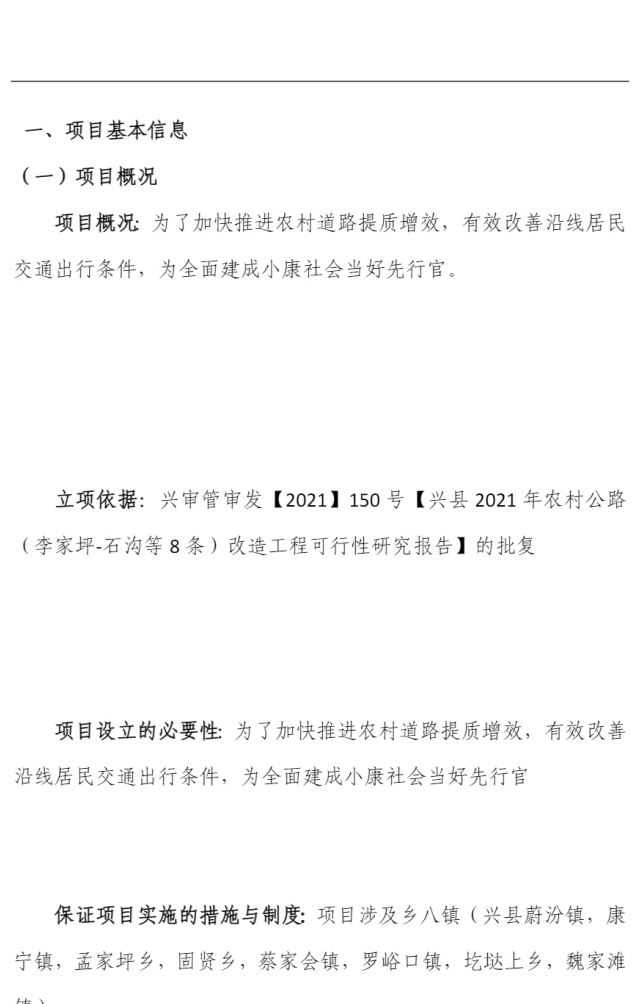 一、项目基本信息
（一）项目概况
项目概况: 为了加快推进农村道路提质增效，有效改善沿线居民
交通出行条件，为全面建成小康社会当好先行官。
立项依据：兴审管审发【2021】150 号【兴县 2021 年农村公路
（李家坪-石沟等 8 条）改造工程可行性研究报告】的批复
项目设立的必要性: 为了加快推进农村道路提质增效，有效改善
沿线居民交通出行条件，为全面建成小康社会当好先行官
保证项目实施的措施与制度: 项目涉及乡八镇（兴县蔚汾镇，康
宁镇，孟家坪乡，固贤乡，蔡家会镇，罗峪口镇，圪垯上乡，魏家滩